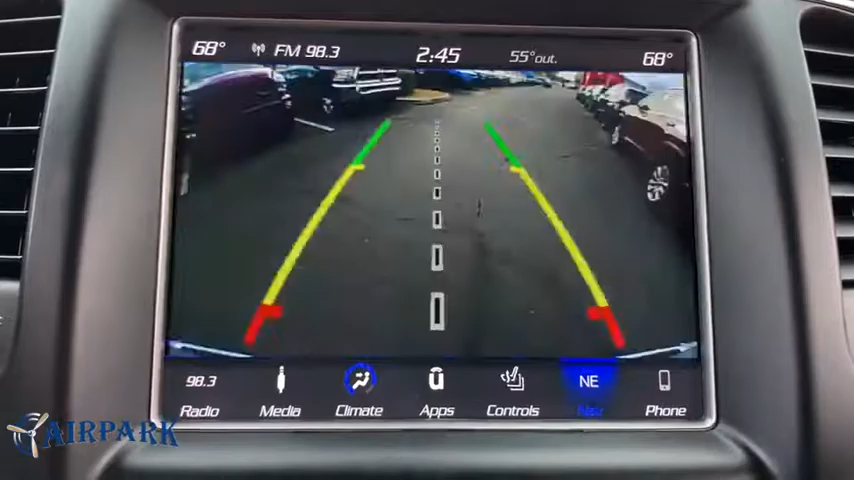 68° FM 98.3 2:45 55°out. 68°
98.3 NE
Radio Media Climate Apps Controls Nav Phone
AIRPARK